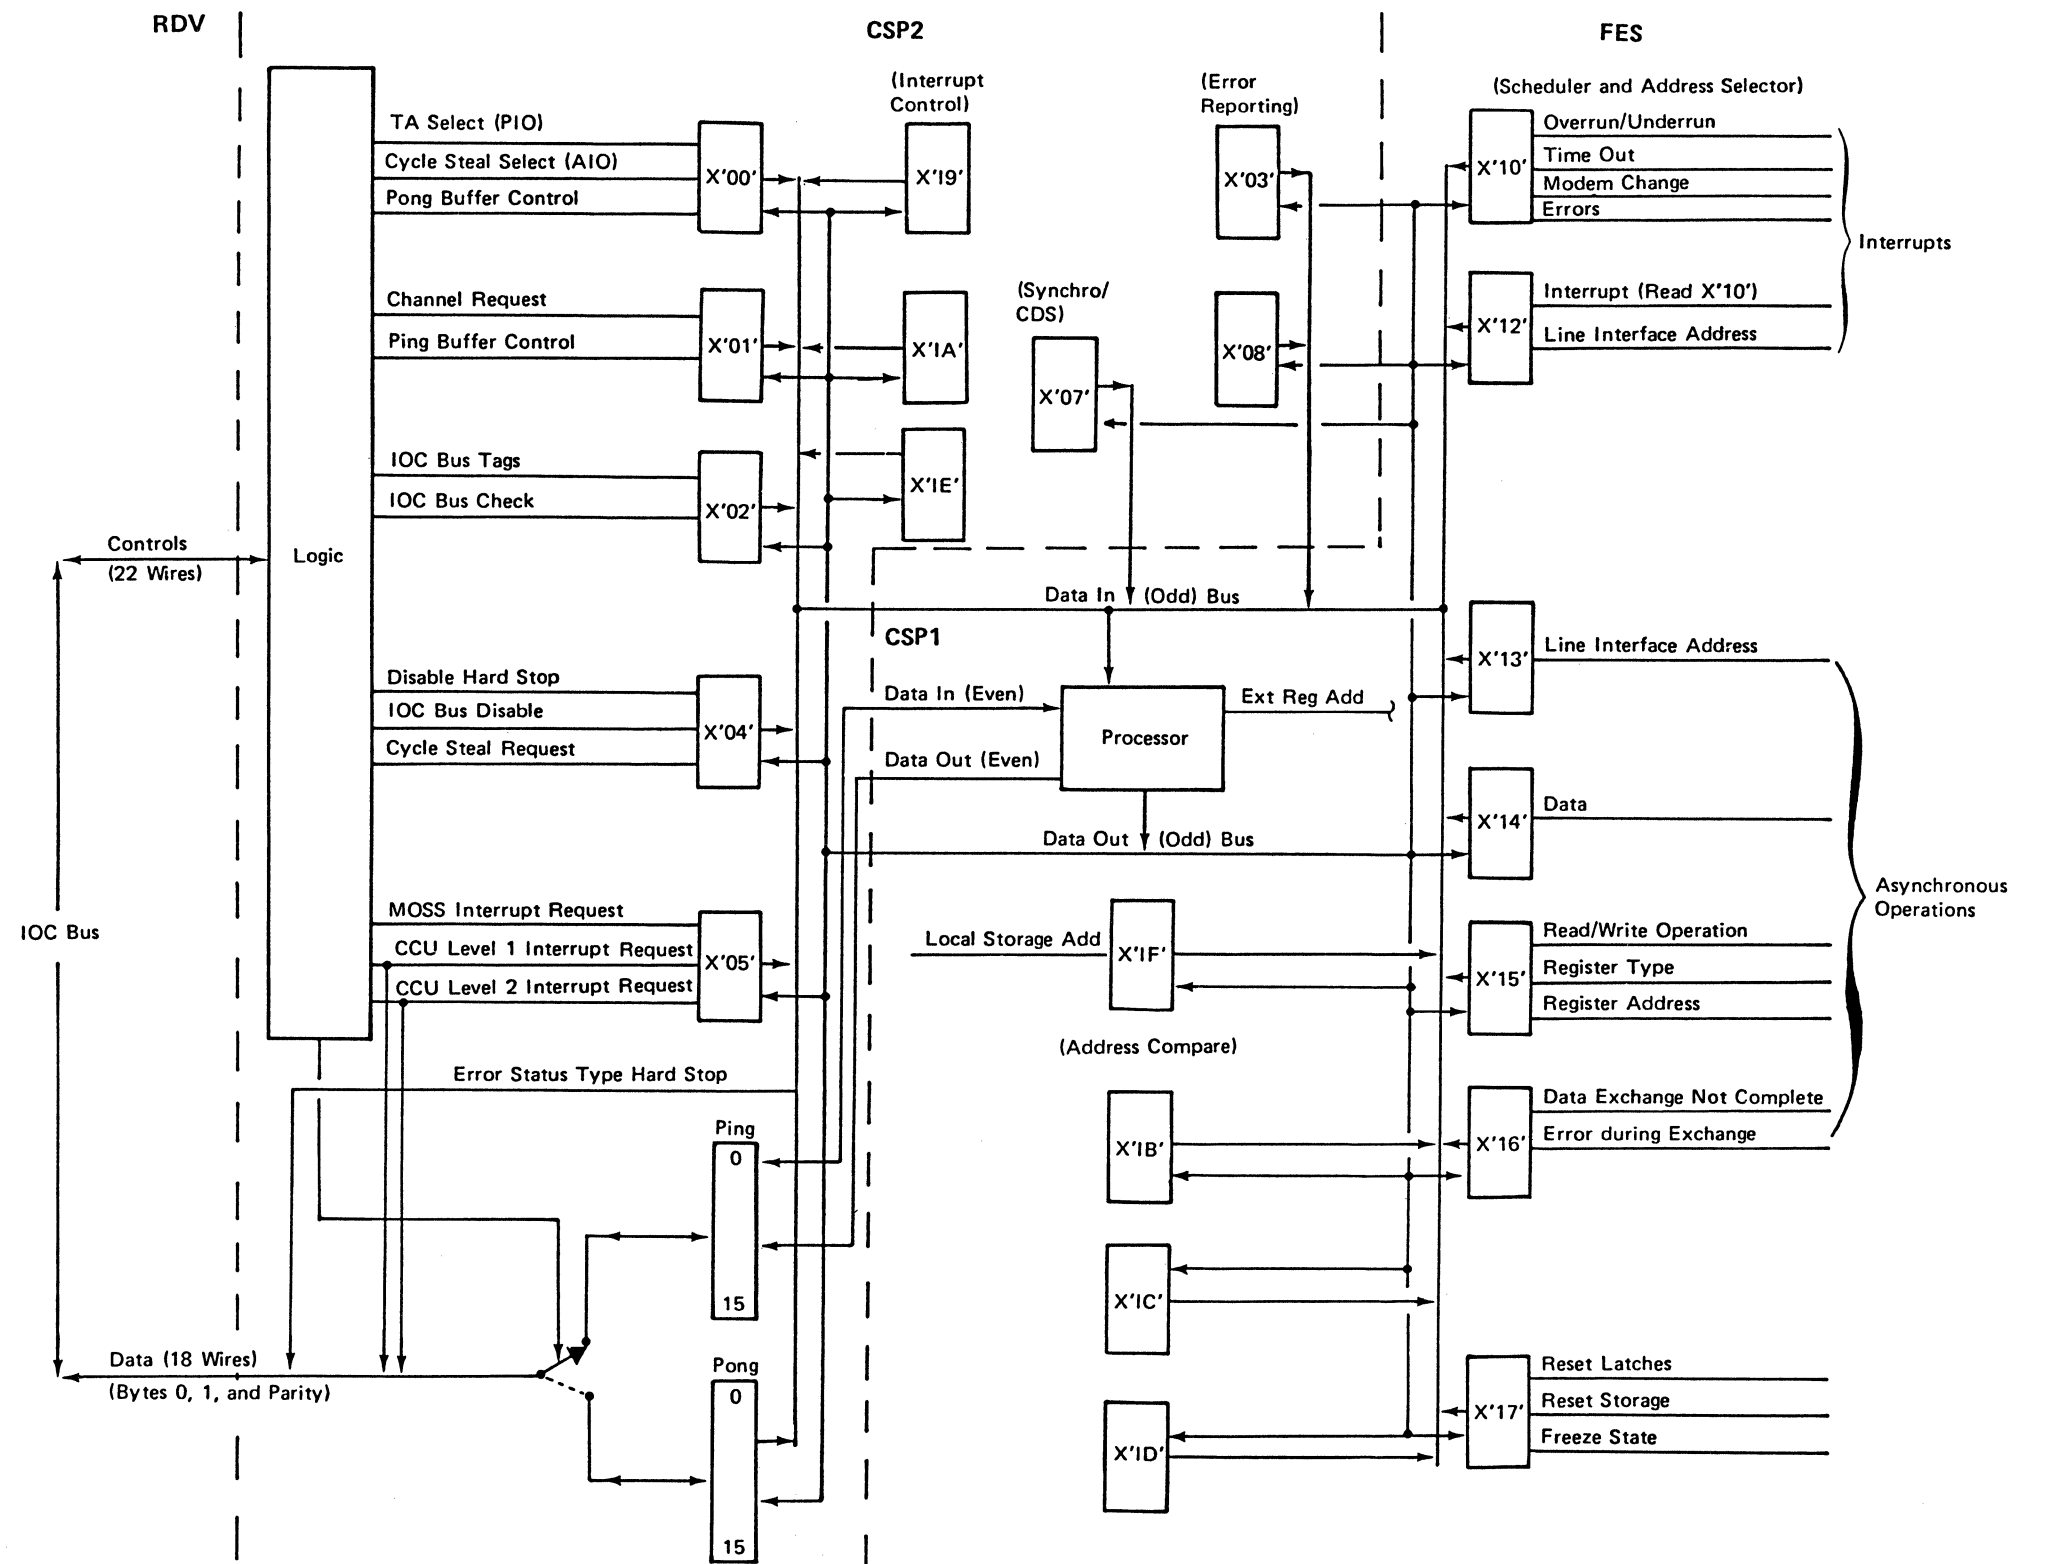 RDV
CSP2
FES
(Interrupt
Control)
(Error
Reporting)
(Scheduler and Address Selector)
TA Select (PIO)
Cycle Steal Select (AIO)
Pong Buffer Control
X'00'
X'I9'
X'03'
X'10'
Overrun/Underrun
Time Out
Modem Change
Errors
Interrupts
Channel Request
Ping Buffer Control
X'01'
X'IA'
(Synchro/
CDS)
X'07'
X'08'
X'12'
Interrupt (Read X'10')
Line Interface Address
IOC Bus Tags
IOC Bus Check
X'02'
X'IE'
Controls
(22 Wires)
Logic
Data In (Odd) Bus
CSP1
X'13'
Line Interface Address
Disable Hard Stop
IOC Bus Disable
Cycle Steal Request
X'04'
Data In (Even)
Data Out (Even)
Processor
Ext Reg Add
Data Out (Odd) Bus
X'14'
Data
Asynchronous
Operations
IOC Bus
MOSS Interrupt Request
CCU Level 1 Interrupt Request
CCU Level 2 Interrupt Request
X'05'
Local Storage Add
X'IF'
X'15'
Read/Write Operation
Register Type
Register Address
(Address Compare)
Error Status Type Hard Stop
Ping
0
15
X'IB'
X'16'
Data Exchange Not Complete
Error during Exchange
X'IC'
Data (18 Wires)
(Bytes 0, 1, and Parity)
Pong
0
15
X'ID'
X'17'
Reset Latches
Reset Storage
Freeze State